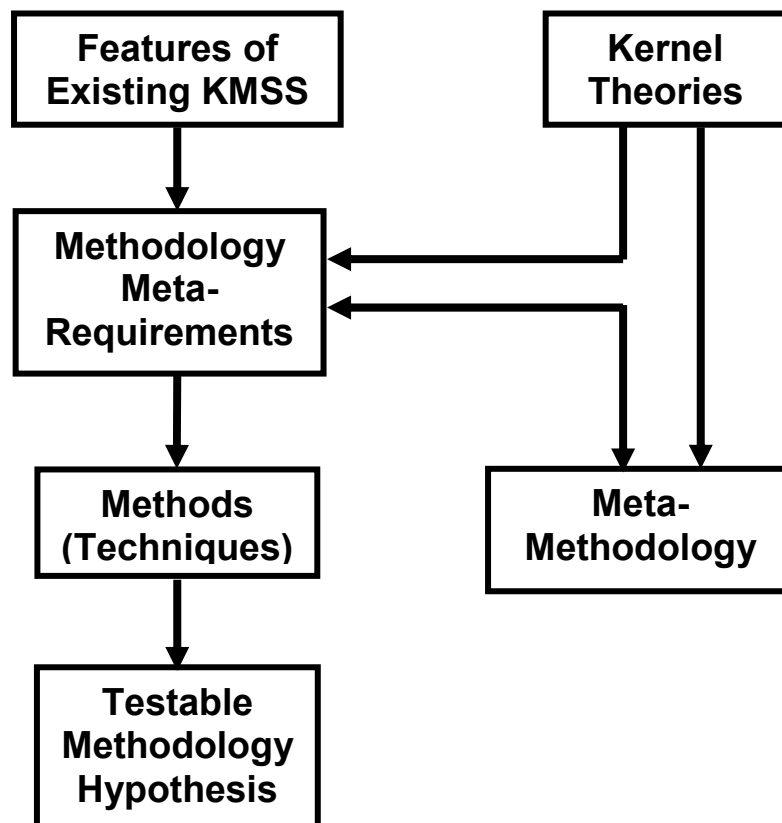 Features of
Existing KMSS
Kernel
Theories
Methodology
Meta-
Requirements
Methods
(Techniques)
Meta-
Methodology
Testable
Methodology
Hypothesis